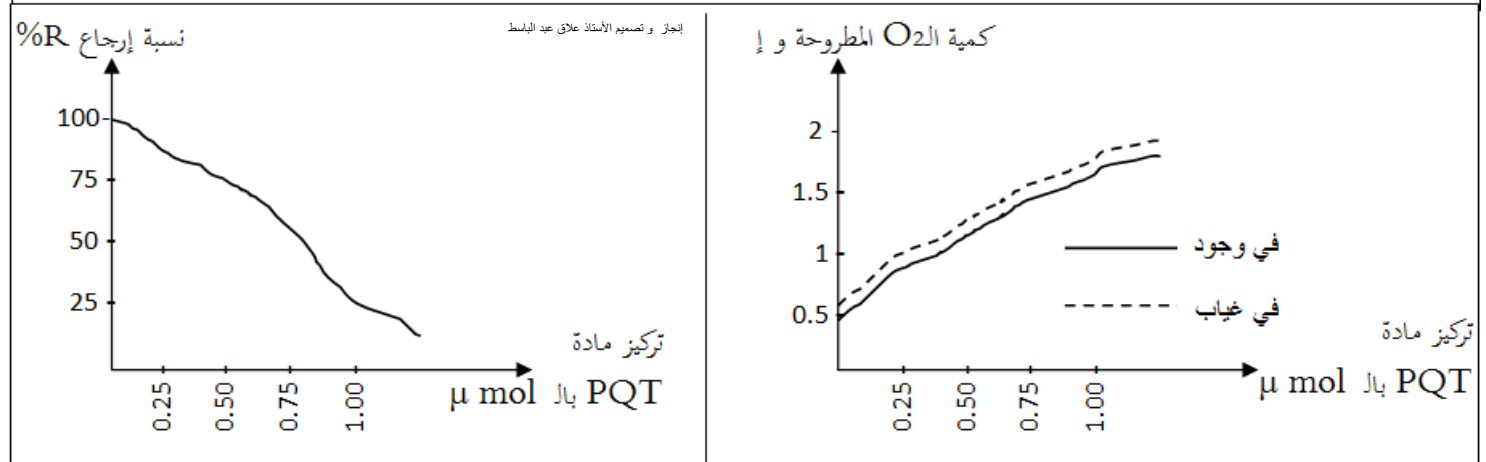 نسبة إرجاع R%
إنجاز و تصميم الأستاذ علاق عبد الباسط
100
75
50
25
0.25
0.50
0.75
1.00
تركيز مادة
PQT بالـ µ mol
كمية الـO2 المطروحة و إ
2
1.5
1
0.5
في وجود
في غياب
0.25
0.50
0.75
1.00
تركيز مادة
PQT بالـ µ mol